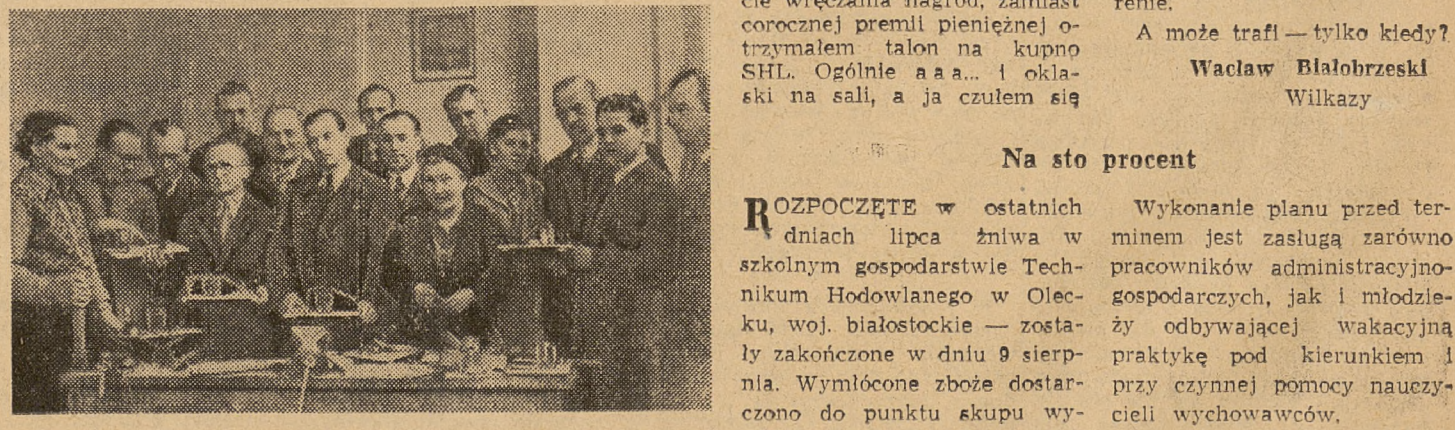 cie wręczania nagród, zamiast
corocznej premii pieniężnej o-
trzymałem talon na kupno
SHL. Ogólnie a a a... i okla-
ski na sali, a ja czułem się
renie.
A może trafi — tylko kiedy?
Wacław Białobrzeski
Wilkazy
Na sto procent
ROZPOCZĘTE w ostatnich
dniach lipca żniwa w
szkolnym gospodarstwie Tech-
nikum Hodowlanego w Olec-
ku, woj. białostockie — zosta-
ły zakończone w dniu 9 sierp-
nia. Wymłócone zboże dostar-
czono do punktu skupu wy-
Wykonanie planu przed ter-
minem jest zasługą zarówno
pracowników administracyjno-
gospodarczych, jak i młodzie-
ży odbywającej wakacyjną
praktykę pod kierunkiem i
przy czynnej pomocy nauczy-
cieli wychowawców.